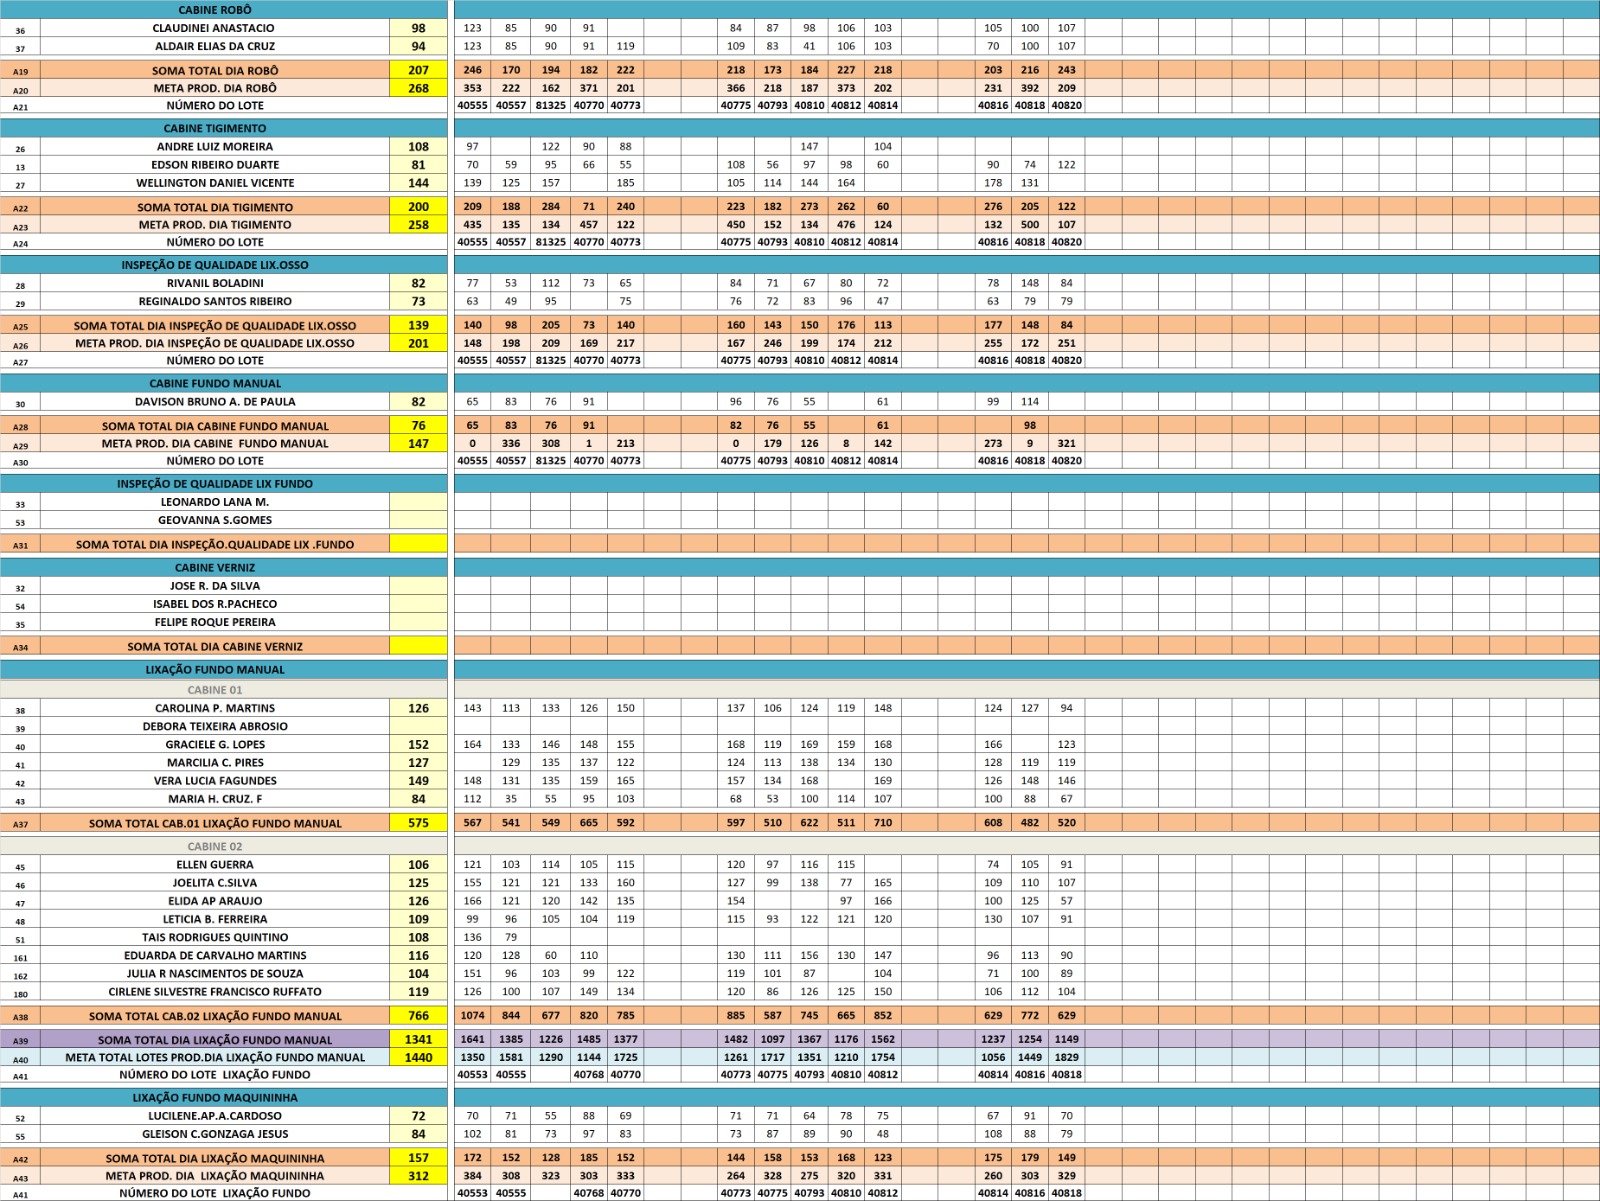 CABINE ROBÔ
36 CLAUDINEI ANASTACIO 98 123 85 90 91 84 87 98 106 103 105 100 107
37 ALDAIR ELIAS DA CRUZ 94 123 85 90 91 119 109 83 41 106 103 70 100 107
A19 SOMA TOTAL DIA ROBÔ 207 246 170 194 182 222 218 173 184 227 218 203 216 243
A20 META PROD. DIA ROBÔ 268 353 222 162 371 201 366 218 187 373 202 231 392 209
A21 NÚMERO DO LOTE 40555 40557 81325 40770 40773 40775 40793 40810 40812 40814 40816 40818 40820
CABINE TIGIMENTO
26 ANDRE LUIZ MOREIRA 108 97 122 90 88 147 104
13 EDSON RIBEIRO DUARTE 81 70 59 95 66 55 108 56 97 98 60 90 74 122
27 WELLINGTON DANIEL VICENTE 144 139 125 157 185 105 114 144 164 178 131
A22 SOMA TOTAL DIA TIGIMENTO 200 209 188 284 71 240 223 182 273 262 60 276 205 122
A23 META PROD. DIA TIGIMENTO 258 435 135 134 457 122 450 152 134 476 124 132 500 107
A24 NÚMERO DO LOTE 40555 40557 81325 40770 40773 40775 40793 40810 40812 40814 40816 40818 40820
INSPEÇÃO DE QUALIDADE LIX.OSSO
28 RIVANIL BOLADINI 82 77 53 112 73 65 84 71 67 80 72 78 148 84
29 REGINALDO SANTOS RIBEIRO 73 63 49 95 75 76 72 83 96 47 63 79 79
A25 SOMA TOTAL DIA INSPEÇÃO DE QUALIDADE LIX.OSSO 139 140 98 205 73 140 160 143 150 176 113 177 148 84
A26 META PROD. DIA INSPEÇÃO DE QUALIDADE LIX.OSSO 201 148 198 209 169 217 167 246 199 174 212 255 172 251
A27 NÚMERO DO LOTE 40555 40557 81325 40770 40773 40775 40793 40810 40812 40814 40816 40818 40820
CABINE FUNDO MANUAL
30 DAVISON BRUNO A. DE PAULA 82 65 83 76 91 96 76 55 61 99 114
A28 SOMA TOTAL DIA CABINE FUNDO MANUAL 76 65 83 76 91 82 76 55 61 98
A29 META PROD. DIA CABINE FUNDO MANUAL 147 0 336 308 1 213 0 179 126 8 142 273 9 321
A30 NÚMERO DO LOTE 40555 40557 81325 40770 40773 40775 40793 40810 40812 40814 40816 40818 40820
INSPEÇÃO DE QUALIDADE LIX FUNDO
33 LEONARDO LANA M.
53 GEOVANNA S.GOMES
A31 SOMA TOTAL DIA INSPEÇÃO.QUALIDADE LIX .FUNDO
CABINE VERNIZ
32 JOSE R. DA SILVA
54 ISABEL DOS R.PACHECO
35 FELIPE ROQUE PEREIRA
A34 SOMA TOTAL DIA CABINE VERNIZ
LIXAÇÃO FUNDO MANUAL
CABINE 01
38 CAROLINA P. MARTINS 126 143 113 133 126 150 137 106 124 119 148 124 127 94
39 DEBORA TEIXEIRA ABROSIO
40 GRACIELE G. LOPES 152 164 133 146 148 155 168 119 169 159 168 166 123
41 MARCILIA C. PIRES 127 129 135 137 122 124 113 138 134 130 128 119 119
42 VERA LUCIA FAGUNDES 149 148 131 135 159 165 157 134 168 169 126 148 146
43 MARIA H. CRUZ. F 84 112 35 55 95 103 68 53 100 114 107 100 88 67
A37 SOMA TOTAL CAB.01 LIXAÇÃO FUNDO MANUAL 575 567 541 549 665 592 597 510 622 511 710 608 482 520
CABINE 02
45 ELLEN GUERRA 106 121 103 114 105 115 120 97 116 115 74 105 91
46 JOELITA C.SILVA 125 155 121 121 133 160 127 99 138 77 165 109 110 107
47 ELIDA AP ARAUJO 126 166 121 120 142 135 154 97 166 100 125 57
48 LETICIA B. FERREIRA 109 99 96 105 104 119 115 93 122 121 120 130 107 91
51 TAIS RODRIGUES QUINTINO 108 136 79
161 EDUARDA DE CARVALHO MARTINS 116 120 128 60 110 130 111 156 130 147 96 113 90
162 JULIA R NASCIMENTOS DE SOUZA 104 151 96 103 99 122 119 101 87 104 71 100 89
180 CIRLENE SILVESTRE FRANCISCO RUFFATO 119 126 100 107 149 134 120 86 126 125 150 106 112 104
A38 SOMA TOTAL CAB.02 LIXAÇÃO FUNDO MANUAL 766 1074 844 677 820 785 885 587 745 665 852 629 772 629
A39 SOMA TOTAL DIA LIXAÇÃO FUNDO MANUAL 1341 1641 1385 1226 1485 1377 1482 1097 1367 1176 1562 1237 1254 1149
A40 META TOTAL LOTES PROD.DIA LIXAÇÃO FUNDO MANUAL 1440 1350 1581 1290 1144 1725 1261 1717 1351 1210 1754 1056 1449 1829
A41 NÚMERO DO LOTE LIXAÇÃO FUNDO 40553 40555 40768 40770 40773 40775 40793 40810 40812 40814 40816 40818
LIXAÇÃO FUNDO MAQUININHA
52 LUCILENE.AP.A.CARDOSO 72 70 71 55 88 69 71 71 64 78 75 67 91 70
55 GLEISON C.GONZAGA JESUS 84 102 81 73 97 83 73 87 89 90 48 108 88 79
A42 SOMA TOTAL DIA LIXAÇÃO MAQUININHA 157 172 152 128 185 152 144 158 153 168 123 175 179 149
A43 META PROD. DIA LIXAÇÃO MAQUININHA 312 384 308 323 303 333 264 328 275 320 331 260 303 329
A41 NÚMERO DO LOTE LIXAÇÃO FUNDO 40553 40555 40768 40770 40773 40775 40793 40810 40812 40814 40816 40818